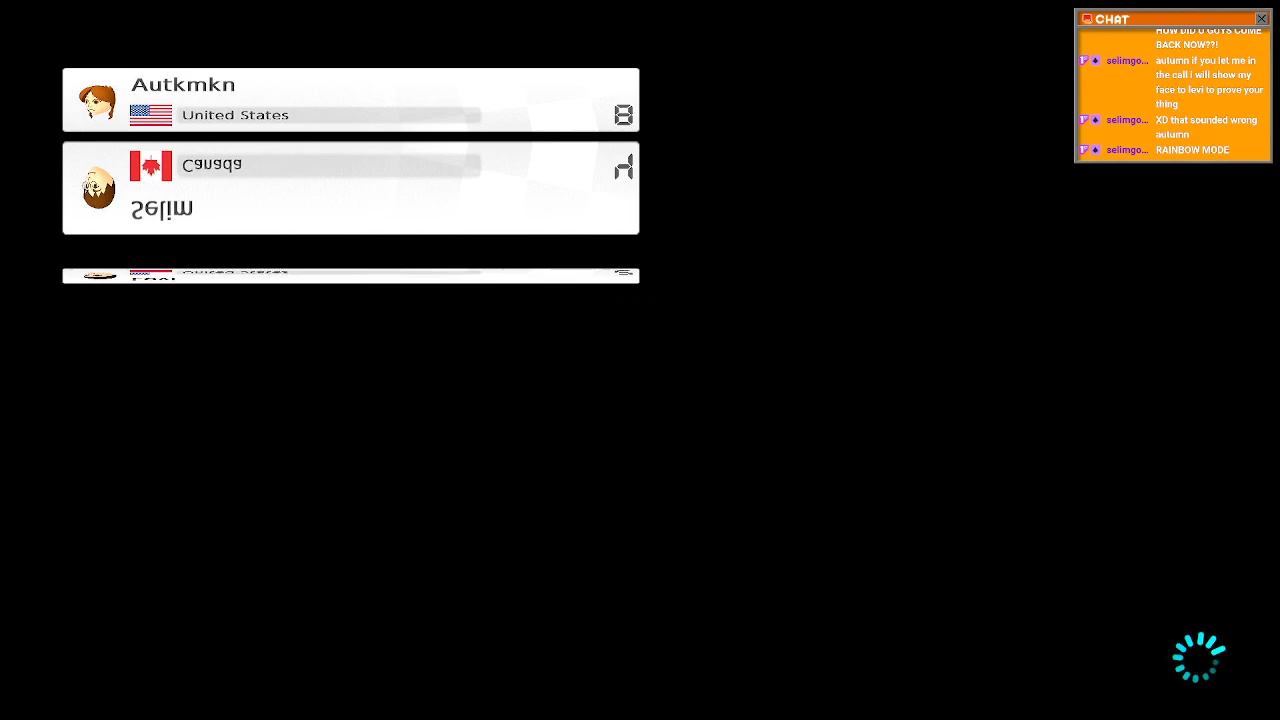 Autkmkn
United States
8
Canada
Selim
CHAT
HOW DID U GUYS COME
BACK NOW??!
selimgo... autumn if you let me in
the call i will show my
face to levi to prove your
thing
selimgo... XD that sounded wrong
autumn
selimgo... RAINBOW MODE